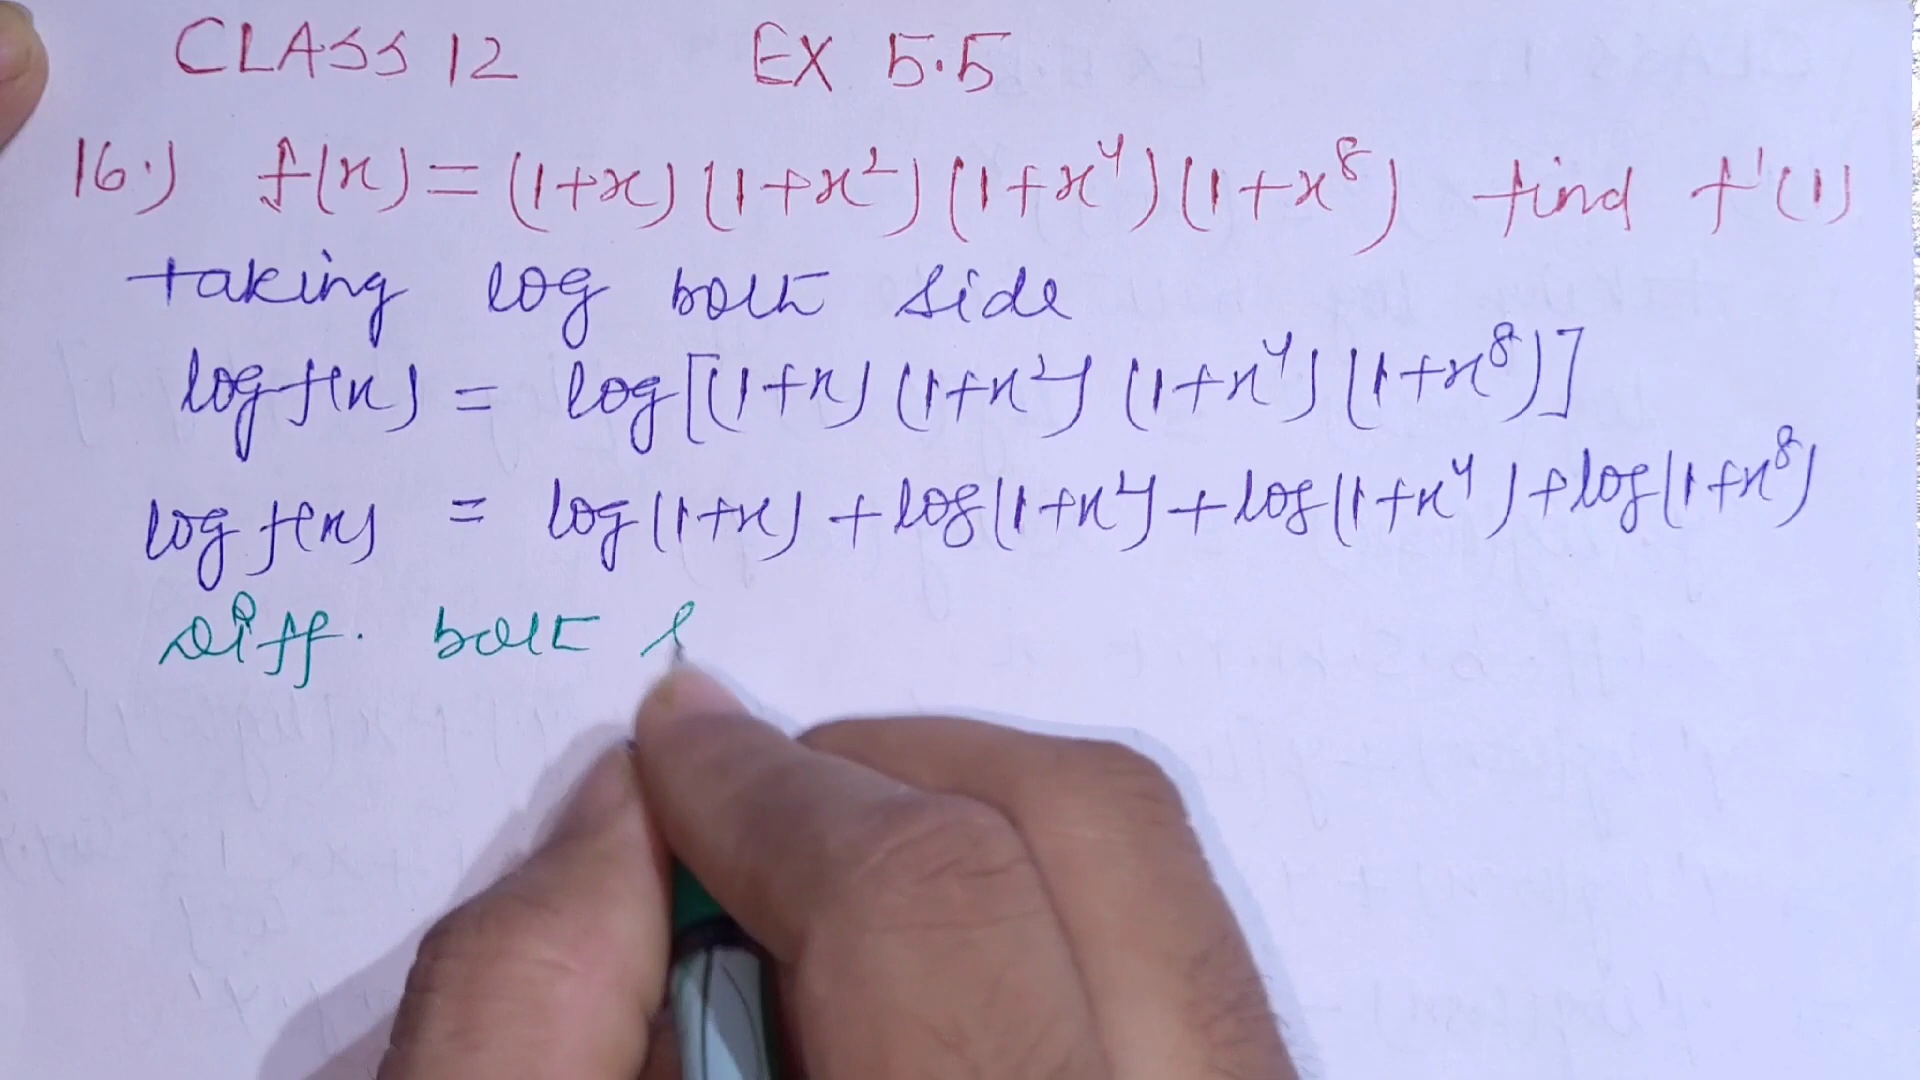 CLASS 12 EX 5.5
16.) f(x) = (1+x) (1+x²) (1+x⁴) (1+x⁸) find f'(1)
taking log both side
log f(x) = log[(1+x) (1+x²) (1+x⁴) (1+x⁸)]
log f(x) = log(1+x) + log(1+x²) + log(1+x⁴) + log(1+x⁸)
Diff. both s